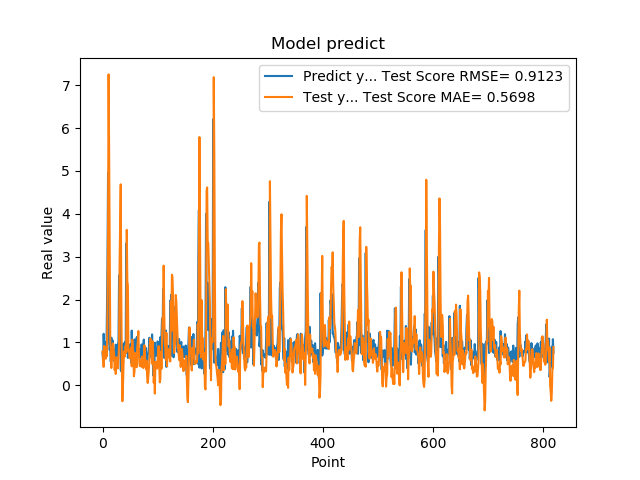 Model predict
Predict y... Test Score RMSE= 0.9123
Test y... Test Score MAE= 0.5698
7
6
5
4
3
2
1
0
Real value
0 200 400 600 800
Point